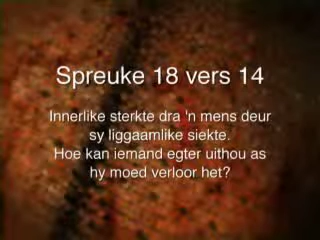 Spreuke 18 vers 14
Innerlike sterkte dra 'n mens deur
sy liggaamlike siekte.
Hoe kan iemand egter uithou as
hy moed verloor het?